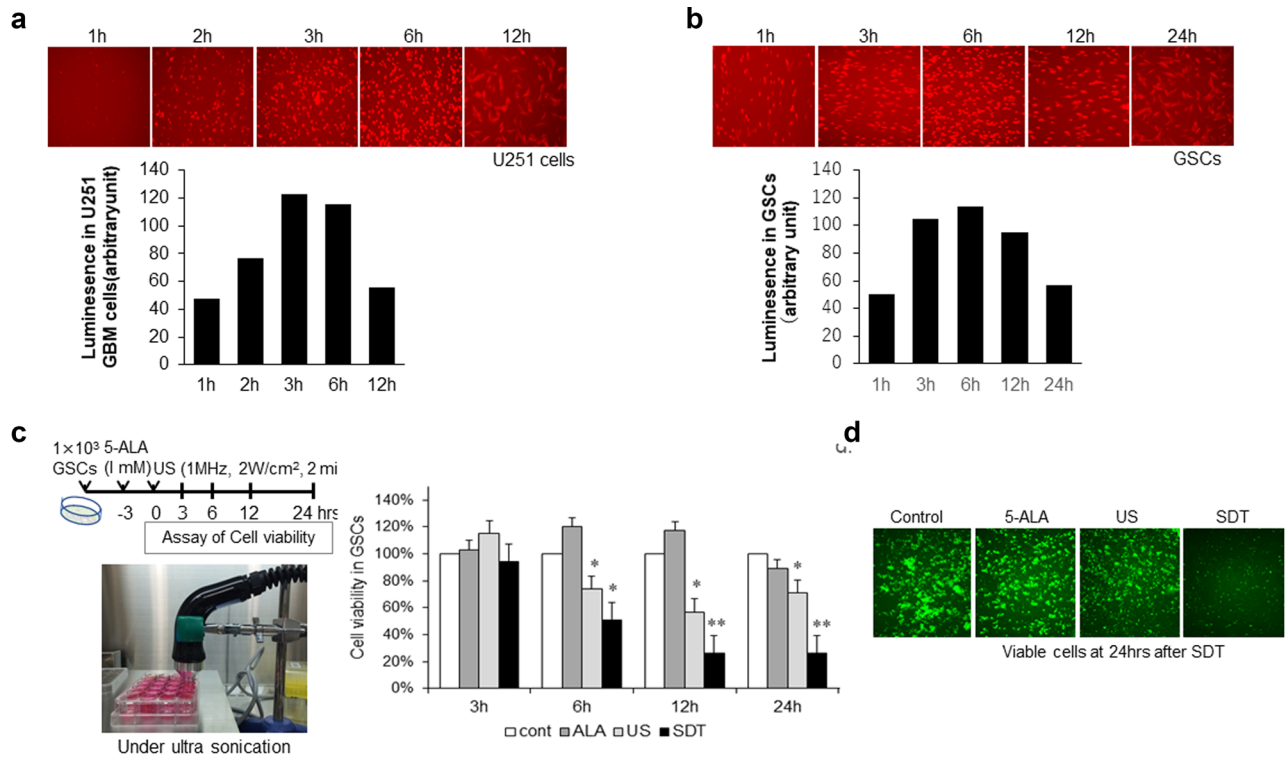 a
1h 2h 3h 6h 12h
U251 cells
Luminesence in U251
GBM cells(arbitraryunit)
140
120
100
80
60
40
20
0
1h 2h 3h 6h 12h
b
1h 3h 6h 12h 24h
GSCs
Luminesence in GSCs
(arbitrary unit)
140
120
100
80
60
40
20
0
1h 3h 6h 12h 24h
c
1×10³ 5-ALA
GSCs (I mM) US (1MHz, 2W/cm², 2 mi
-3 0 3 6 12 24 hrs
Assay of Cell viability
Under ultra sonication
Cell viability in GSCs
140%
120%
100%
80%
60%
40%
20%
0%
* * * ** * **
3h 6h 12h 24h
cont ALA US SDT
d
Control 5-ALA US SDT
Viable cells at 24hrs after SDT